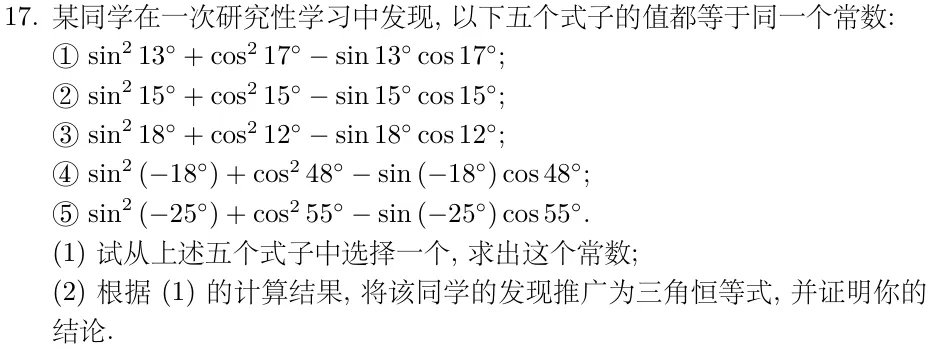 17. 某同学在一次研究性学习中发现, 以下五个式子的值都等于同一个常数:
① sin² 13° + cos² 17° − sin 13° cos 17°;
② sin² 15° + cos² 15° − sin 15° cos 15°;
③ sin² 18° + cos² 12° − sin 18° cos 12°;
④ sin² (−18°) + cos² 48° − sin (−18°) cos 48°;
⑤ sin² (−25°) + cos² 55° − sin (−25°) cos 55°.
(1) 试从上述五个式子中选择一个, 求出这个常数;
(2) 根据 (1) 的计算结果, 将该同学的发现推广为三角恒等式, 并证明你的
结论.